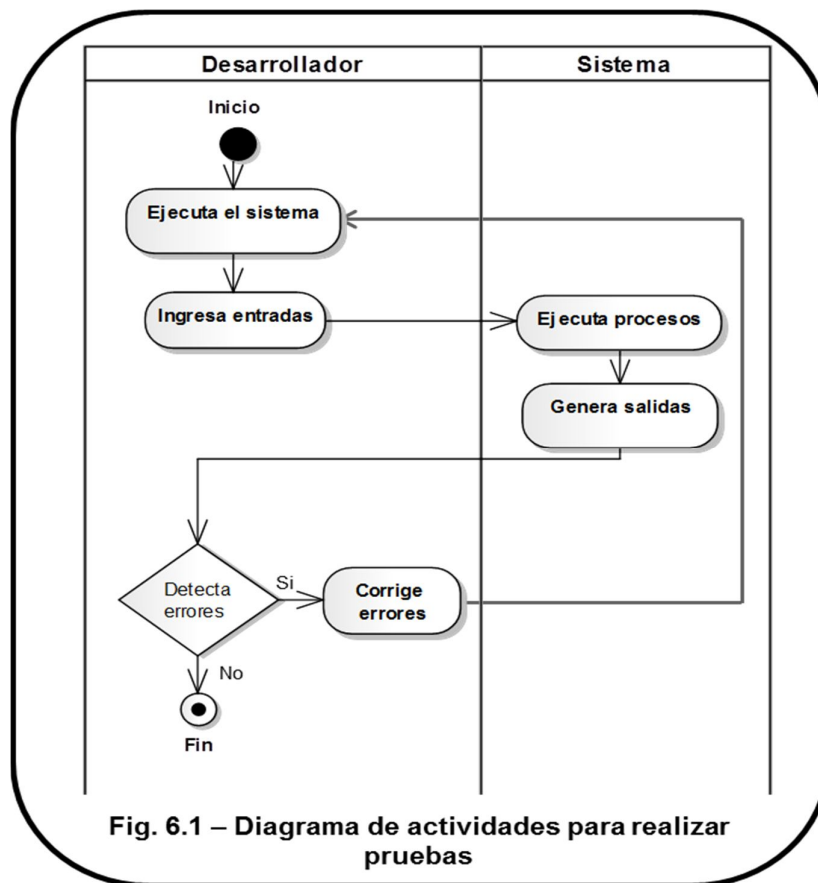 Desarrollador
Sistema
Inicio
Ejecuta el sistema
Ingresa entradas
Ejecuta procesos
Genera salidas
Detecta
errores
Si
Corrige
errores
No
Fin
Fig. 6.1 – Diagrama de actividades para realizar
pruebas